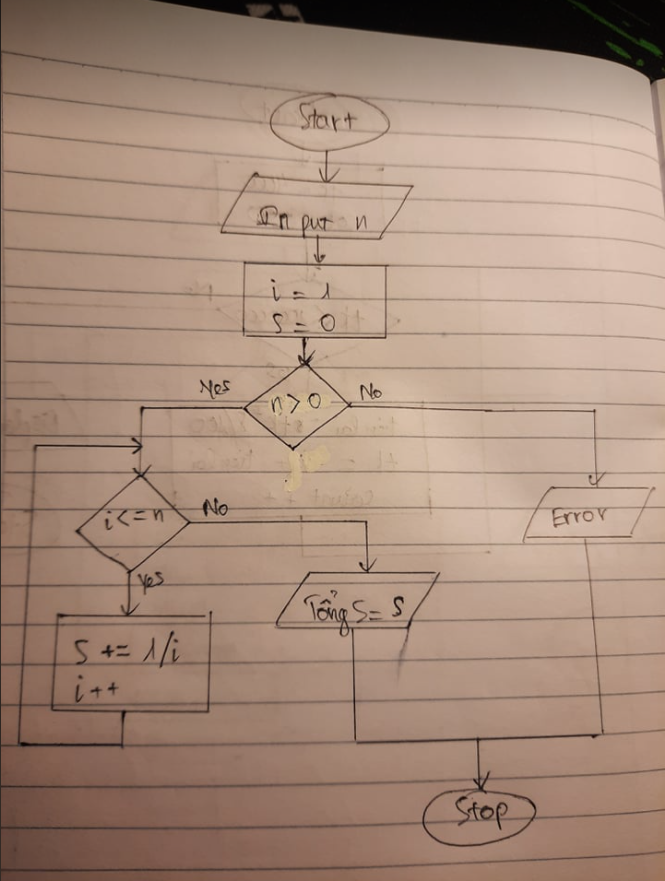 Start
Input n
i = 1
S = 0
n > 0
Yes
No
i <= n
No
Yes
Error
Tổng S = S
S += 1/i
i++
Stop